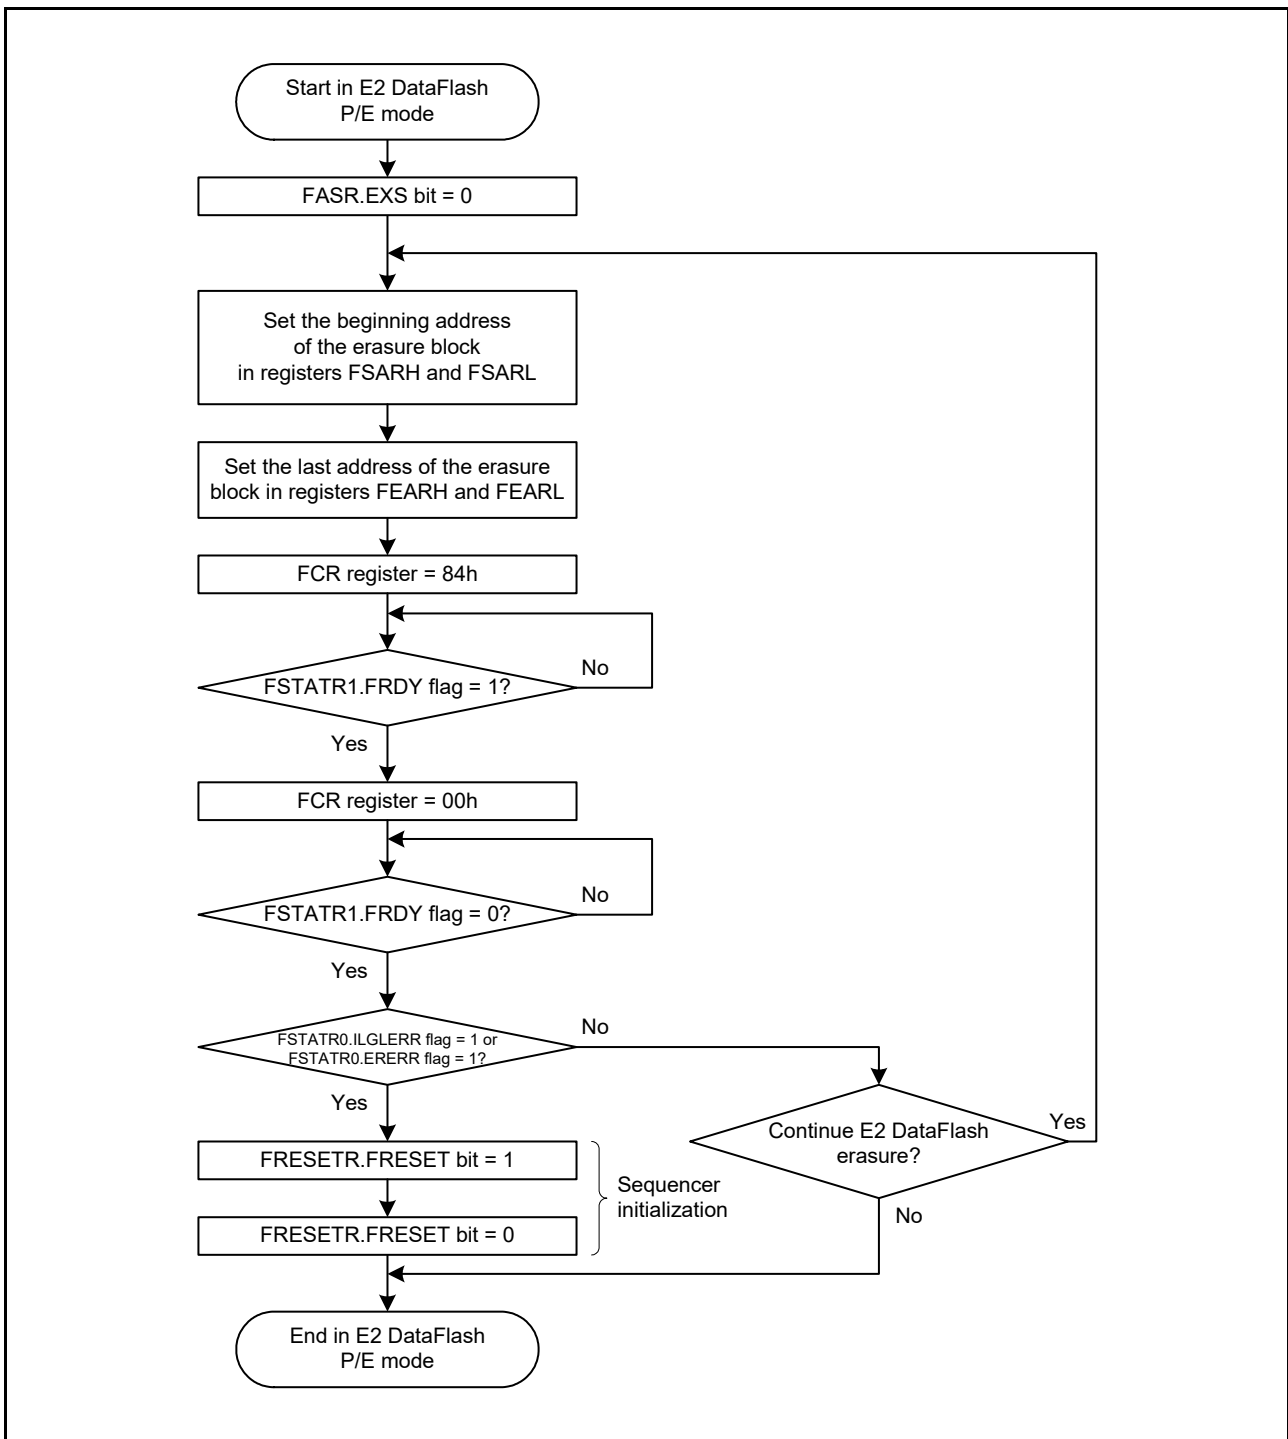 Start in E2 DataFlash
P/E mode
FASR.EXS bit = 0
Set the beginning address
of the erasure block
in registers FSARH and FSARL
Set the last address of the erasure
block in registers FEARH and FEARL
FCR register = 84h
FSTATR1.FRDY flag = 1?
No
Yes
FCR register = 00h
FSTATR1.FRDY flag = 0?
No
Yes
FSTATR0.ILGLERR flag = 1 or
FSTATR0.ERERR flag = 1?
No
Yes
Continue E2 DataFlash
erasure?
Yes
No
FRESETR.FRESET bit = 1
FRESETR.FRESET bit = 0
Sequencer
initialization
End in E2 DataFlash
P/E mode